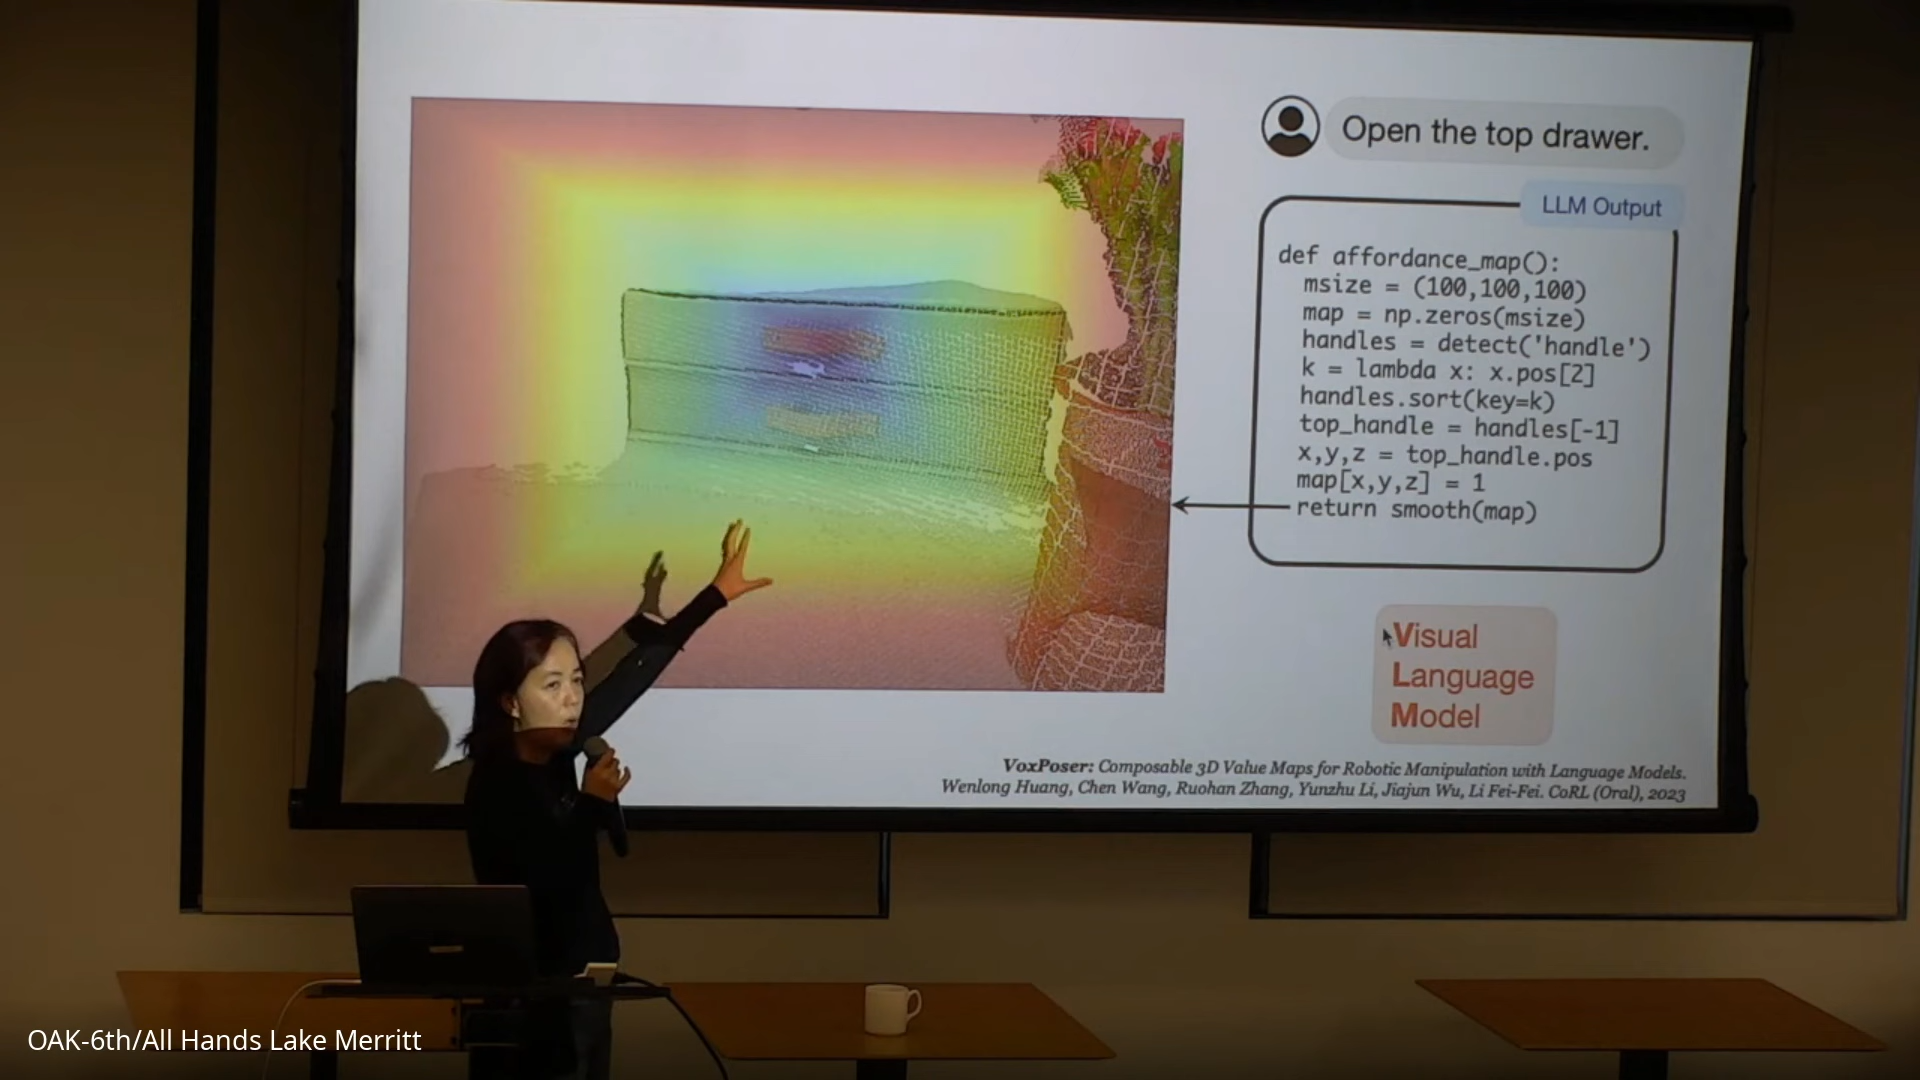 Open the top drawer.
LLM Output
def affordance_map():
msize = (100,100,100)
map = np.zeros(msize)
handles = detect('handle')
k = lambda x: x.pos[2]
handles.sort(key=k)
top_handle = handles[-1]
x,y,z = top_handle.pos
map[x,y,z] = 1
return smooth(map)
Visual
Language
Model
VoxPoser: Composable 3D Value Maps for Robotic Manipulation with Language Models.
Wenlong Huang, Chen Wang, Ruohan Zhang, Yunzhu Li, Jiajun Wu, Li Fei-Fei. CoRL (Oral), 2023
OAK-6th/All Hands Lake Merritt